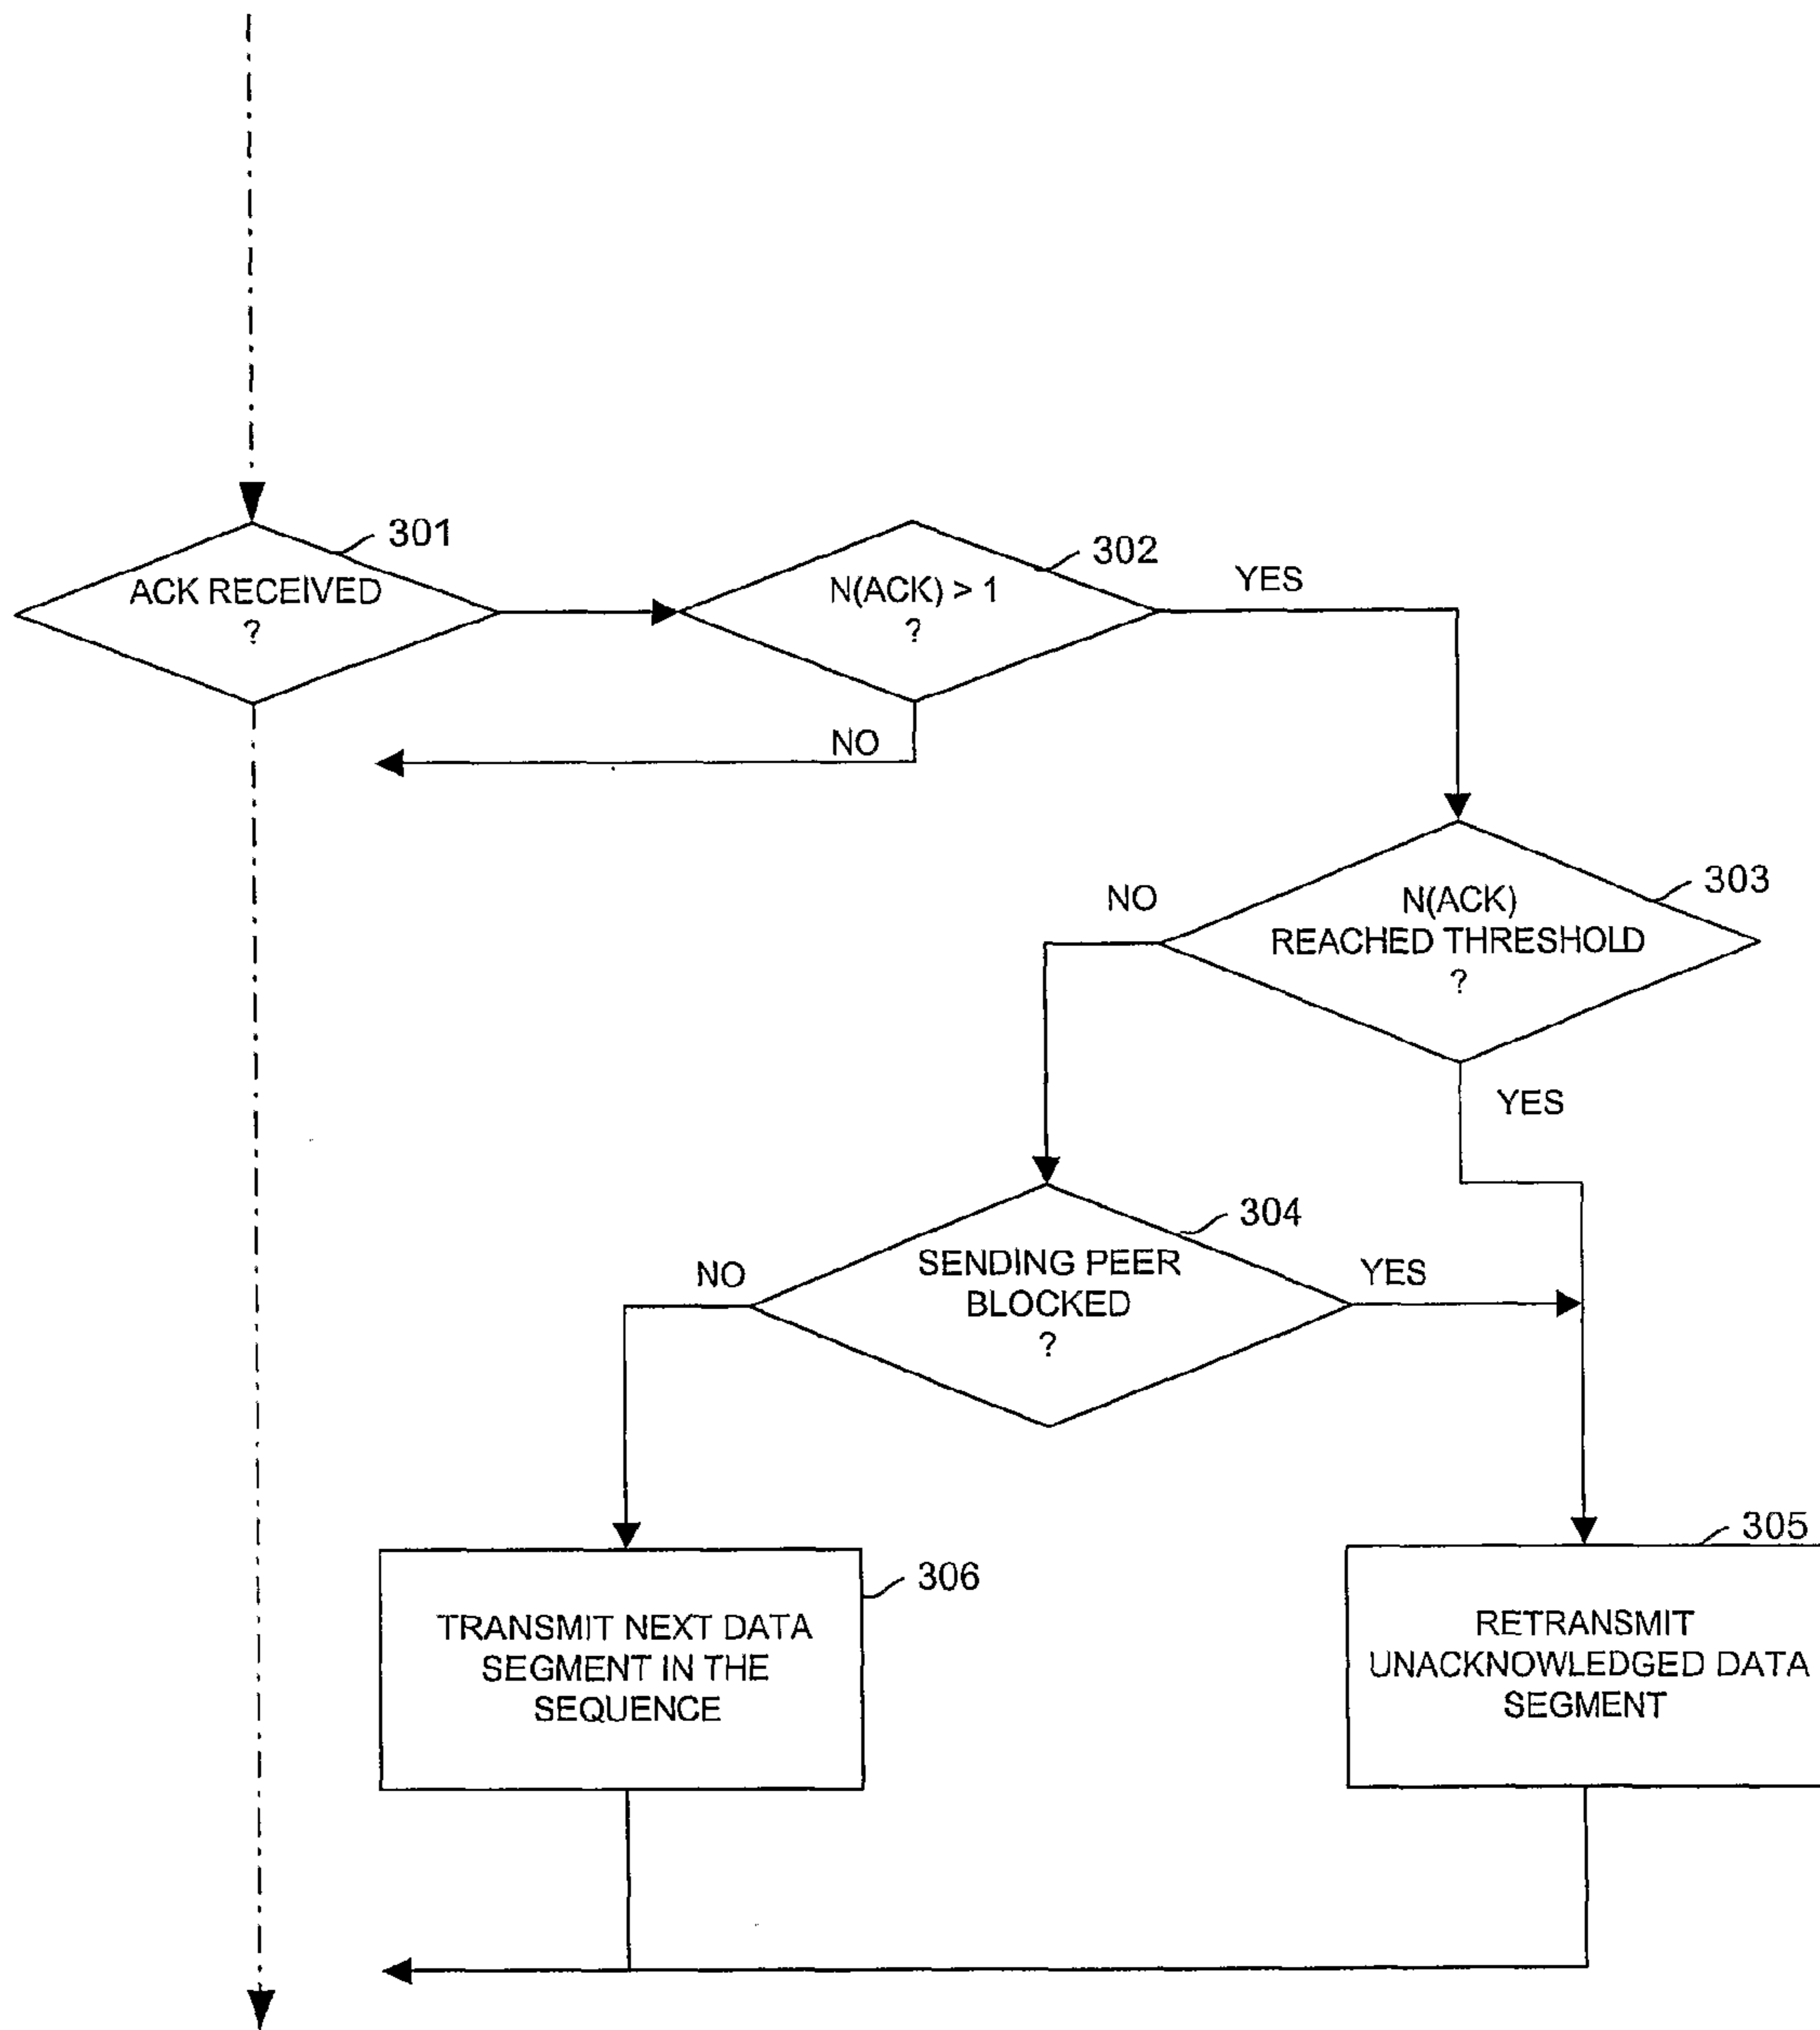 301
ACK RECEIVED
?
302
N(ACK) > 1
?
YES
NO
303
N(ACK)
REACHED THRESHOLD
?
NO
YES
304
SENDING PEER
BLOCKED
?
NO
YES
306
TRANSMIT NEXT DATA
SEGMENT IN THE
SEQUENCE
305
RETRANSMIT
UNACKNOWLEDGED DATA
SEGMENT